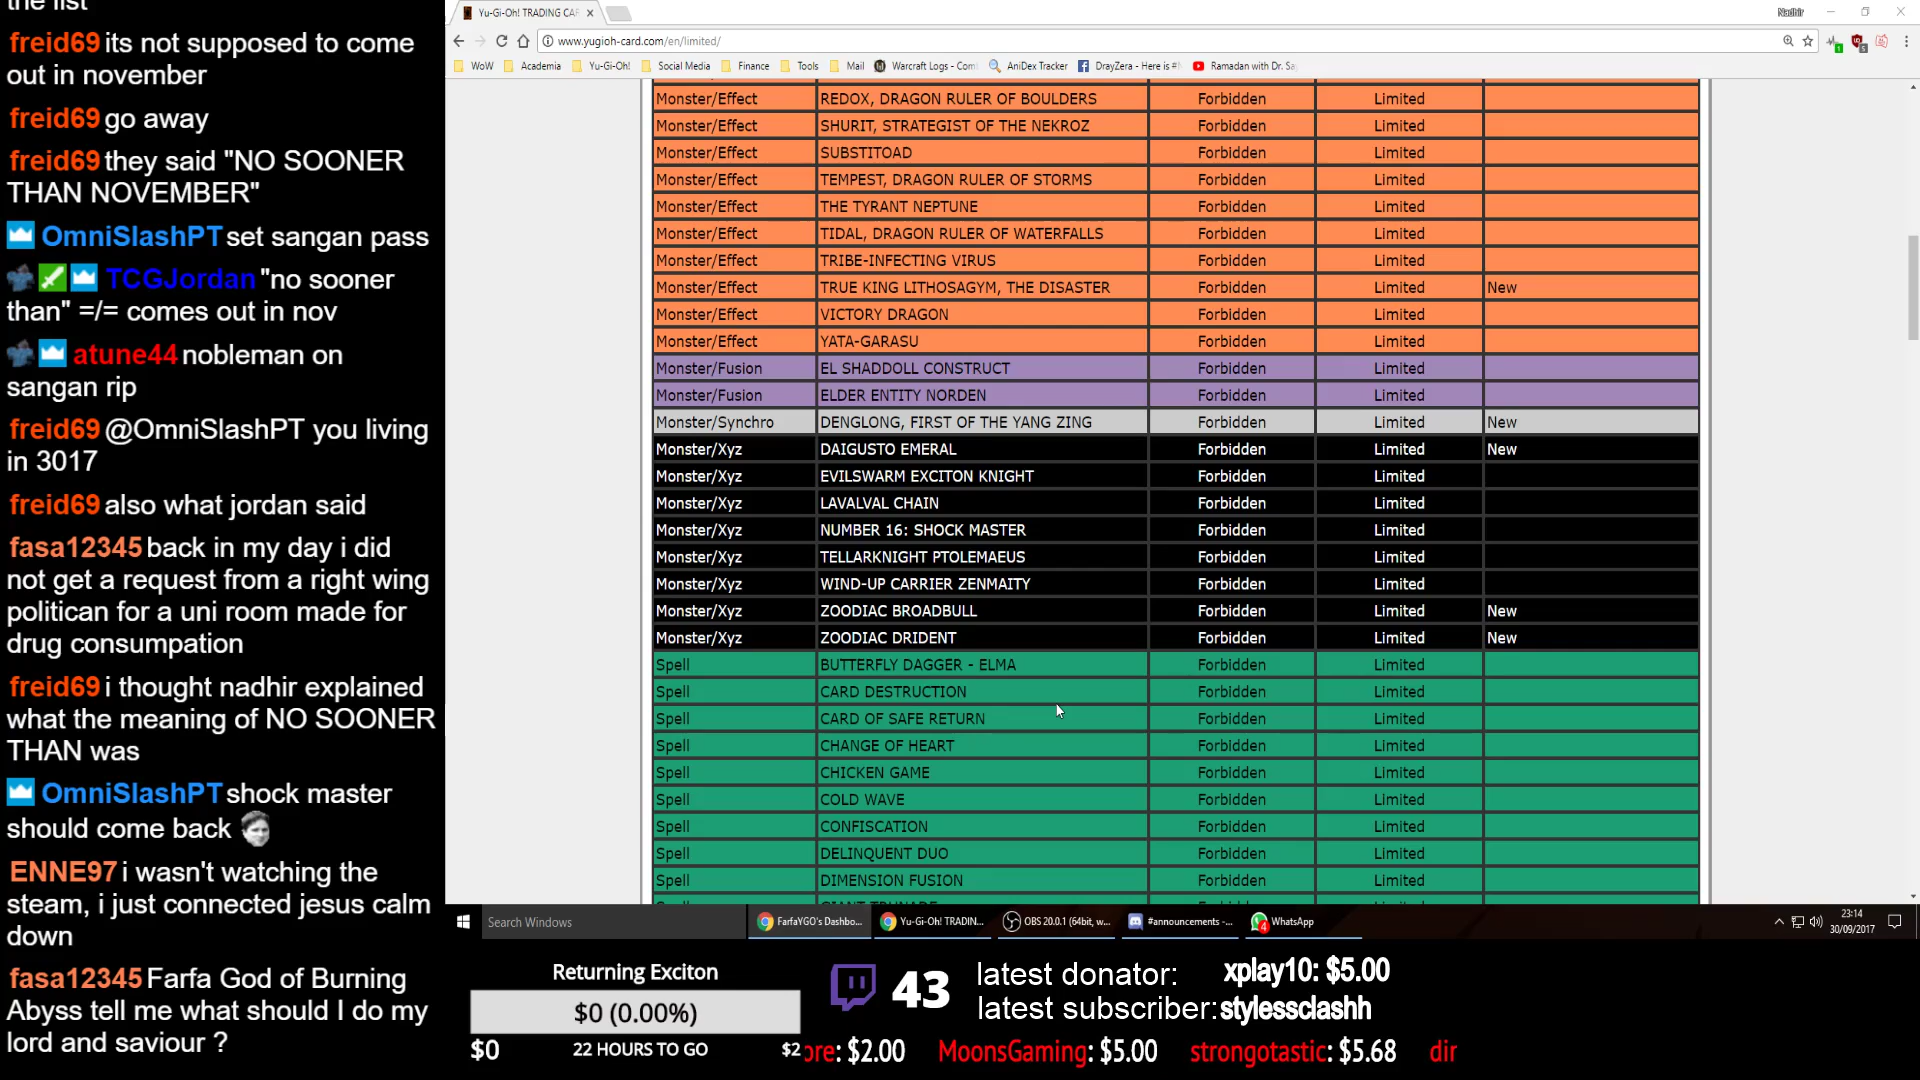 the list
freid69 its not supposed to come
out in november
freid69 go away
freid69 they said "NO SOONER
THAN NOVEMBER"
OmniSlashPT set sangan pass
TCGJordan "no sooner
than" =/= comes out in nov
atune44 nobleman on
sangan rip
freid69 @OmniSlashPT you living
in 3017
freid69 also what jordan said
fasa12345 back in my day i did
not get a request from a right wing
politican for a uni room made for
drug consumpation
freid69 i thought nadhir explained
what the meaning of NO SOONER
THAN was
OmniSlashPT shock master
should come back
ENNE97 i wasn't watching the
steam, i just connected jesus calm
down
fasa12345 Farfa God of Burning
Abyss tell me what should I do my
lord and saviour ?
Yu-Gi-Oh! TRADING CAR
Nadhir
www.yugioh-card.com/en/limited/
WoW Academia Yu-Gi-Oh! Social Media Finance Tools Mail Warcraft Logs - Com AniDex Tracker DrayZera - Here is # Ramadan with Dr. Sa
Monster/Effect REDOX, DRAGON RULER OF BOULDERS Forbidden Limited
Monster/Effect SHURIT, STRATEGIST OF THE NEKROZ Forbidden Limited
Monster/Effect SUBSTITOAD Forbidden Limited
Monster/Effect TEMPEST, DRAGON RULER OF STORMS Forbidden Limited
Monster/Effect THE TYRANT NEPTUNE Forbidden Limited
Monster/Effect TIDAL, DRAGON RULER OF WATERFALLS Forbidden Limited
Monster/Effect TRIBE-INFECTING VIRUS Forbidden Limited
Monster/Effect TRUE KING LITHOSAGYM, THE DISASTER Forbidden Limited New
Monster/Effect VICTORY DRAGON Forbidden Limited
Monster/Effect YATA-GARASU Forbidden Limited
Monster/Fusion EL SHADDOLL CONSTRUCT Forbidden Limited
Monster/Fusion ELDER ENTITY NORDEN Forbidden Limited
Monster/Synchro DENGLONG, FIRST OF THE YANG ZING Forbidden Limited New
Monster/Xyz DAIGUSTO EMERAL Forbidden Limited New
Monster/Xyz EVILSWARM EXCITON KNIGHT Forbidden Limited
Monster/Xyz LAVALVAL CHAIN Forbidden Limited
Monster/Xyz NUMBER 16: SHOCK MASTER Forbidden Limited
Monster/Xyz TELLARKNIGHT PTOLEMAEUS Forbidden Limited
Monster/Xyz WIND-UP CARRIER ZENMAITY Forbidden Limited
Monster/Xyz ZOODIAC BROADBULL Forbidden Limited New
Monster/Xyz ZOODIAC DRIDENT Forbidden Limited New
Spell BUTTERFLY DAGGER - ELMA Forbidden Limited
Spell CARD DESTRUCTION Forbidden Limited
Spell CARD OF SAFE RETURN Forbidden Limited
Spell CHANGE OF HEART Forbidden Limited
Spell CHICKEN GAME Forbidden Limited
Spell COLD WAVE Forbidden Limited
Spell CONFISCATION Forbidden Limited
Spell DELINQUENT DUO Forbidden Limited
Spell DIMENSION FUSION Forbidden Limited
Search Windows FarfaYGO's Dashbo... Yu-Gi-Oh! TRADIN... OBS 20.0.1 (64bit, w... #announcements -... 4 WhatsApp 23:14
30/09/2017
Returning Exciton
$0 (0.00%)
$0 22 HOURS TO GO $2
43
latest donator: xplay10: $5.00
latest subscriber: stylessclashh
ore: $2.00 MoonsGaming: $5.00 strongotastic: $5.68 dir